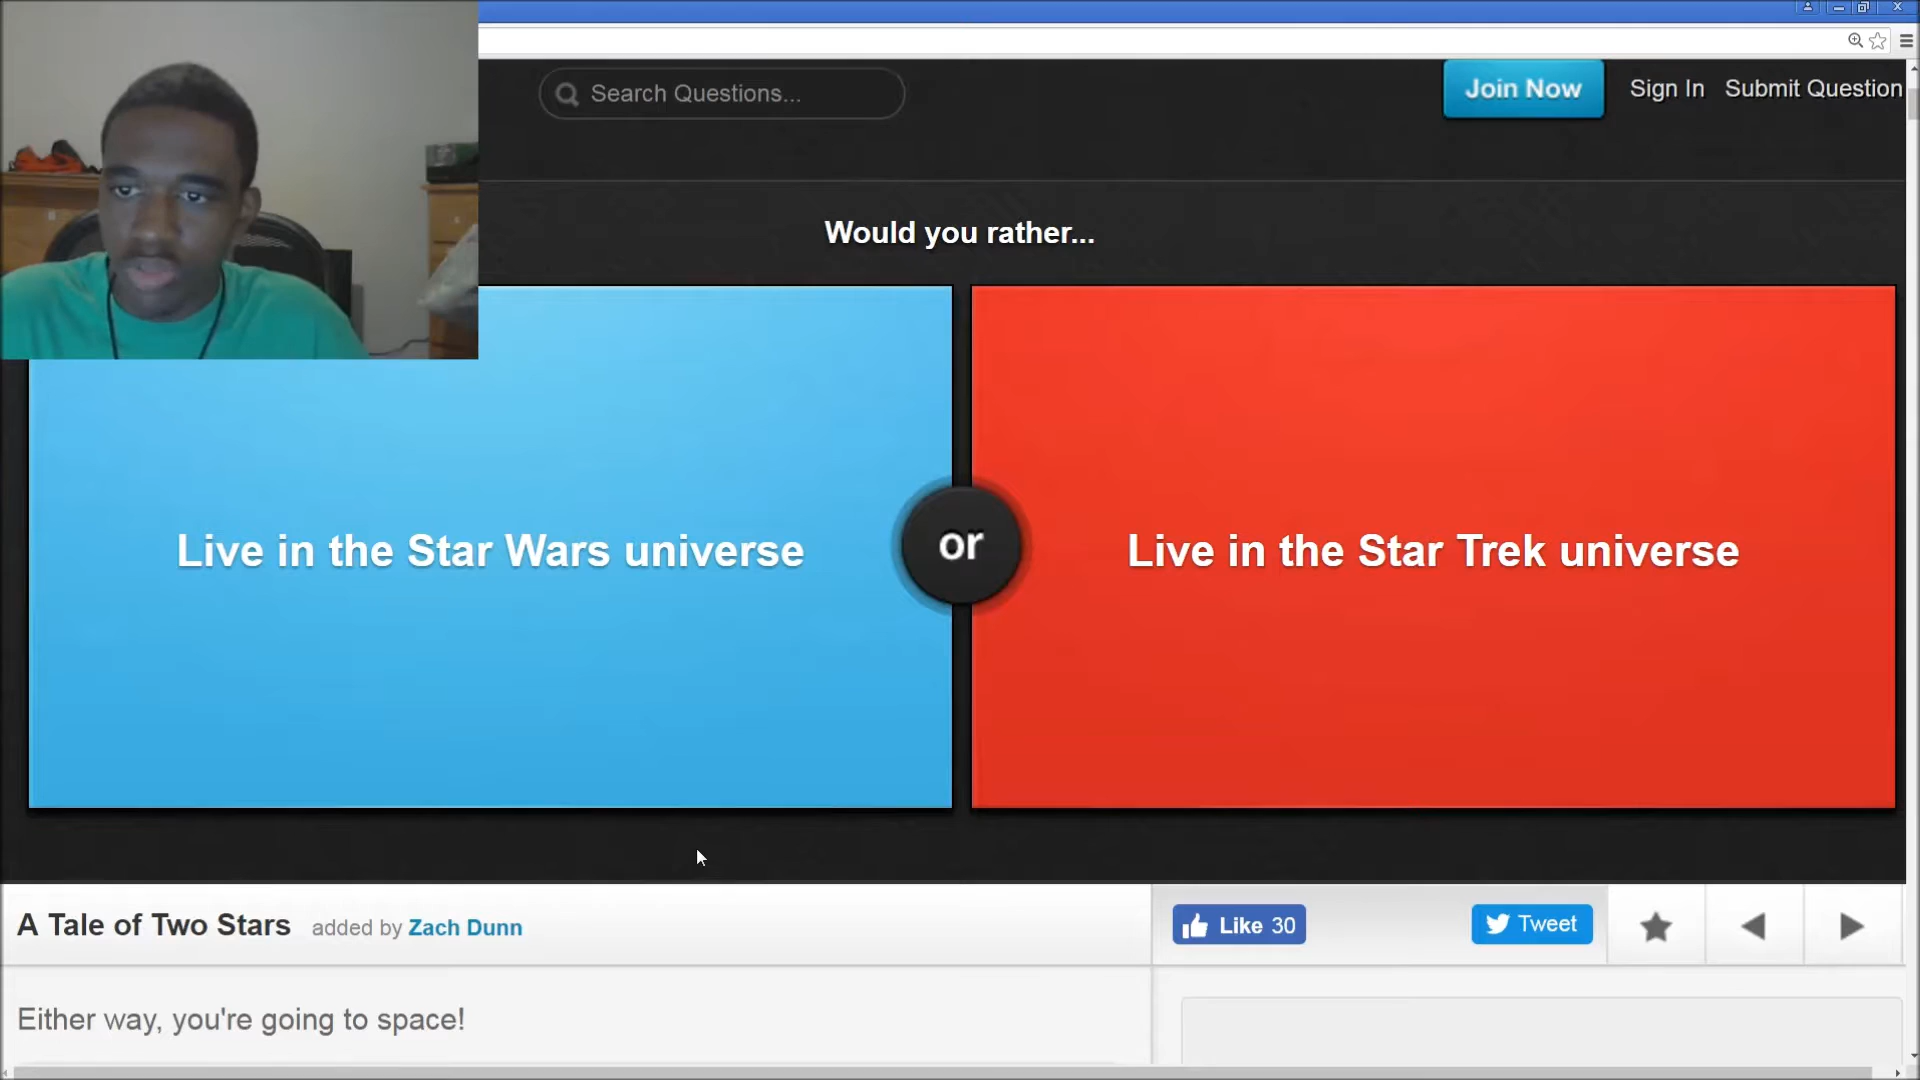 Search Questions...
Join Now
Sign In
Submit Question
Would you rather...
Live in the Star Wars universe
or
Live in the Star Trek universe
A Tale of Two Stars added by Zach Dunn
Like 30
Tweet
Either way, you're going to space!